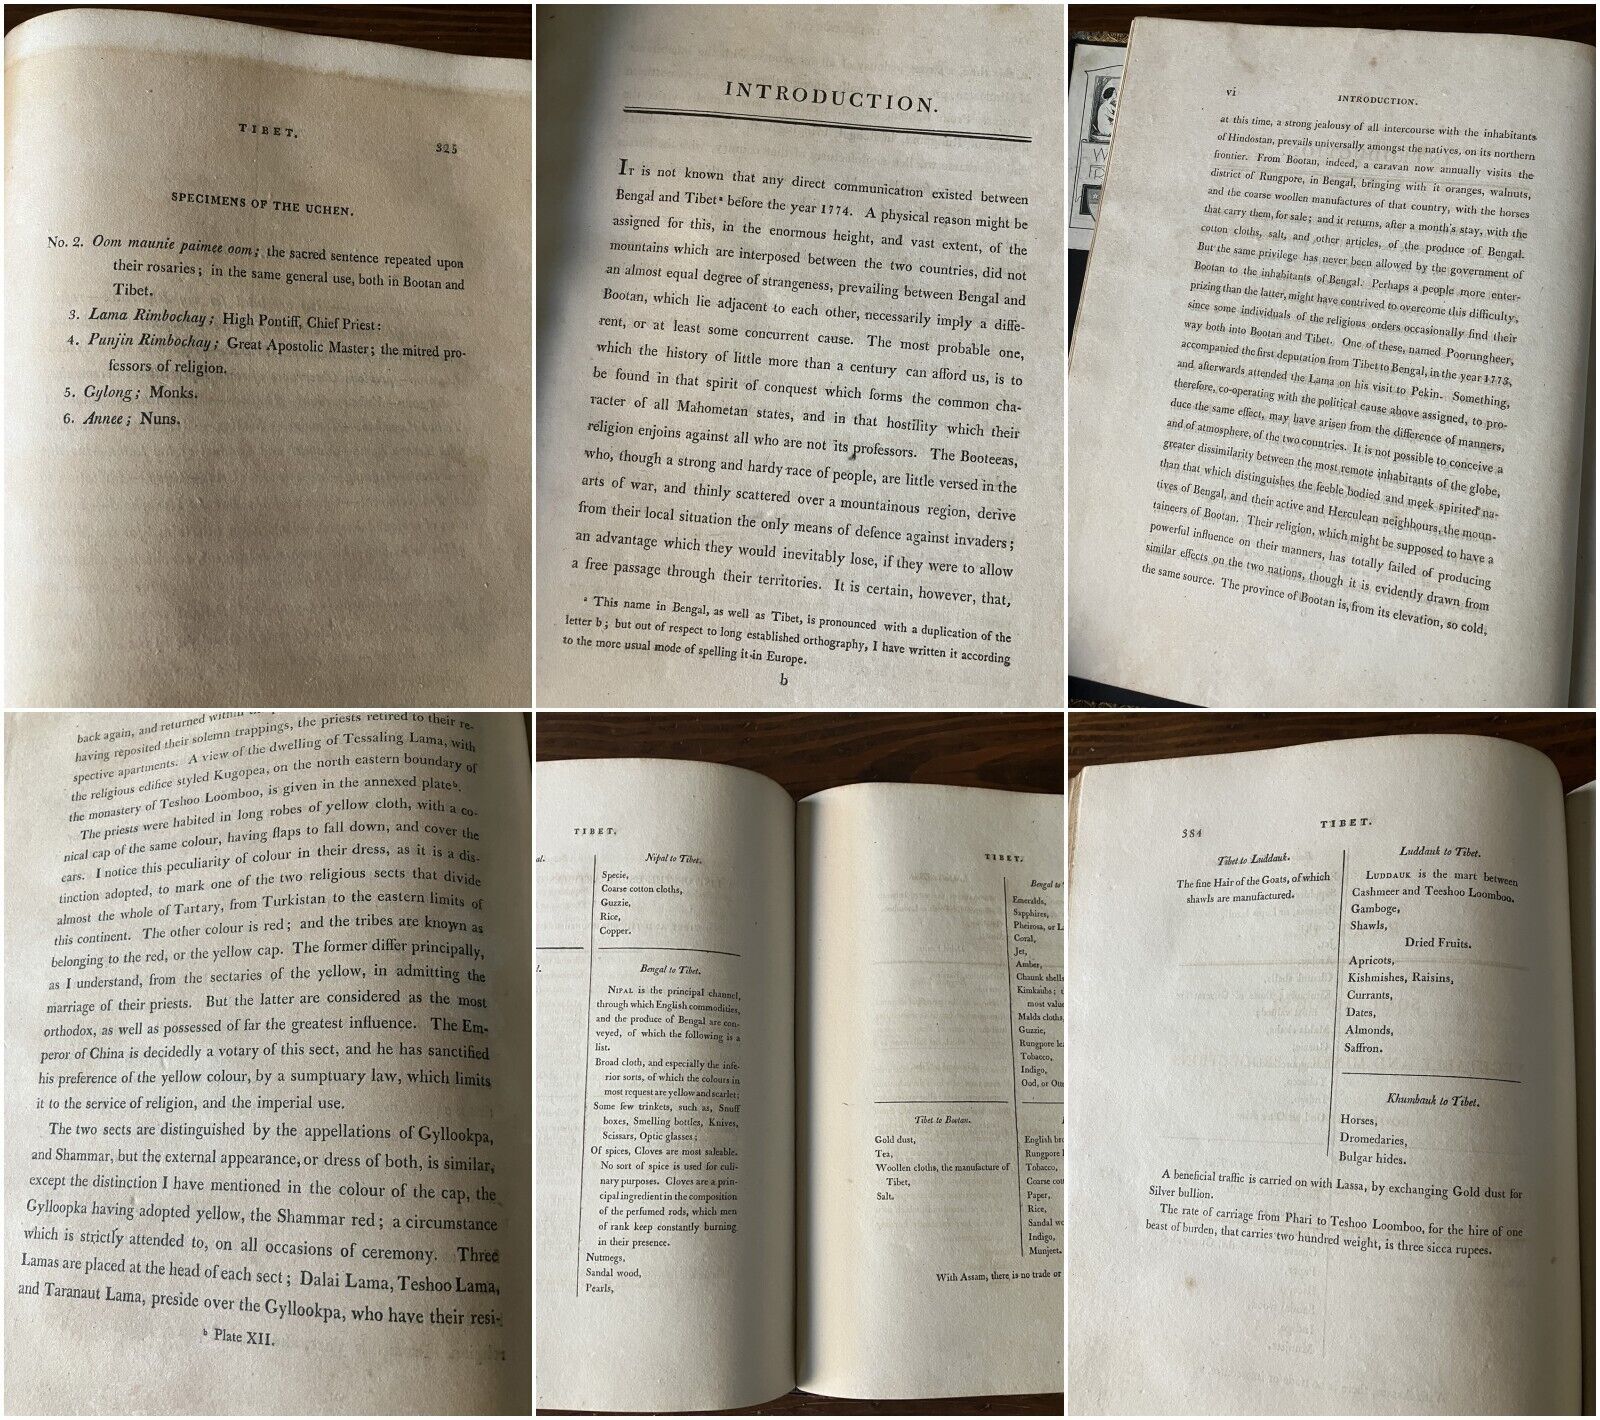 TIBET.
325
SPECIMENS OF THE UCHEN.
No. 2. Oom maunie paimee oom; the sacred sentence repeated upon
their rosaries; in the same general use, both in Bootan and
Tibet.
3. Lama Rimbochay; High Pontiff, Chief Priest:
4. Punjin Rimbochay; Great Apostolic Master; the mitred pro-
fessors of religion.
5. Gylong; Monks.
6. Annee; Nuns.
INTRODUCTION.
It is not known that any direct communication existed between
Bengal and Tibetª before the year 1774. A physical reason might be
assigned for this, in the enormous height, and vast extent, of the
mountains which are interposed between the two countries, did not
an almost equal degree of strangeness, prevailing between Bengal and
Bootan, which lie adjacent to each other, necessarily imply a diffe-
rent, or at least some concurrent cause. The most probable one,
which the history of little more than a century can afford us, is to
be found in that spirit of conquest which forms the common cha-
racter of all Mahometan states, and in that hostility which their
religion enjoins against all who are not its professors. The Booteeas,
who, though a strong and hardy race of people, are little versed in the
arts of war, and thinly scattered over a mountainous region, derive
from their local situation the only means of defence against invaders;
an advantage which they would inevitably lose, if they were to allow
a free passage through their territories. It is certain, however, that,
ª This name in Bengal, as well as Tibet, is pronounced with a duplication of the
letter b; but out of respect to long established orthography, I have written it according
to the more usual mode of spelling it in Europe.
b
vi
INTRODUCTION.
at this time, a strong jealousy of all intercourse with the inhabitants
of Hindostan, prevails universally amongst the natives, on its northern
frontier. From Bootan, indeed, a caravan now annually visits the
district of Rungpore, in Bengal, bringing with it oranges, walnuts,
and the coarse woollen manufactures of that country, with the horses
that carry them, for sale; and it returns, after a month's stay, with the
cotton cloths, salt, and other articles, of the produce of Bengal.
But the same privilege has never been allowed by the government of
Bootan to the inhabitants of Bengal. Perhaps a people more enter-
prizing than the latter, might have contrived to overcome this difficulty,
since some individuals of the religious orders occasionally find their
way both into Bootan and Tibet. One of these, named Poorungheer,
accompanied the first deputation from Tibet to Bengal, in the year 1773,
and afterwards attended the Lama on his visit to Pekin. Something,
therefore, co-operating with the political cause above assigned, to pro-
duce the same effect, may have arisen from the difference of manners,
and of atmosphere, of the two countries. It is not possible to conceive a
greater dissimilarity between the most remote inhabitants of the globe,
than that which distinguishes the feeble bodied and meek spirited na-
tives of Bengal, and their active and Herculean neighbours, the moun-
taineers of Bootan. Their religion, which might be supposed to have a
powerful influence on their manners, has totally failed of producing
similar effects on the two nations, though it is evidently drawn from
the same source. The province of Bootan is, from its elevation, so cold,
back again, and returned within
having reposited their solemn trappings, the priests retired to their re-
spective apartments. A view of the dwelling of Tessaling Lama, with
the religious edifice styled Kugopea, on the north eastern boundary of
the monastery of Teshoo Loomboo, is given in the annexed plateᵇ.
The priests were habited in long robes of yellow cloth, with a co-
nical cap of the same colour, having flaps to fall down, and cover the
ears. I notice this peculiarity of colour in their dress, as it is a dis-
tinction adopted, to mark one of the two religious sects that divide
almost the whole of Tartary, from Turkistan to the eastern limits of
this continent. The other colour is red; and the tribes are known as
belonging to the red, or the yellow cap. The former differ principally,
as I understand, from the sectaries of the yellow, in admitting the
marriage of their priests. But the latter are considered as the most
orthodox, as well as possessed of far the greatest influence. The Em-
peror of China is decidedly a votary of this sect, and he has sanctified
his preference of the yellow colour, by a sumptuary law, which limits
it to the service of religion, and the imperial use.
The two sects are distinguished by the appellations of Gyllookpa,
and Shammar, but the external appearance, or dress of both, is similar,
except the distinction I have mentioned in the colour of the cap, the
Gyllookpa having adopted yellow, the Shammar red; a circumstance
which is strictly attended to, on all occasions of ceremony. Three
Lamas are placed at the head of each sect; Dalai Lama, Teshoo Lama,
and Taranaut Lama, preside over the Gyllookpa, who have their resi-
ᵇ Plate XII.
TIBET.
al.
Nipal to Tibet.
Specie,
Coarse cotton cloths,
Guzzie,
Rice,
Copper.
l.
Bengal to Tibet.
Nipal is the principal channel,
through which English commodities,
and the produce of Bengal are con-
veyed, of which the following is a
list.
Broad cloth, and especially the infe-
rior sorts, of which the colours in
most request are yellow and scarlet;
Some few trinkets, such as, Snuff
boxes, Smelling bottles, Knives,
Scissars, Optic glasses;
Of spices, Cloves are most saleable.
No sort of spice is used for culi-
nary purposes. Cloves are a prin-
cipal ingredient in the composition
of the perfumed rods, which men
of rank keep constantly burning
in their presence.
Nutmegs,
Sandal wood,
Pearls,
TIBET.
Bengal to
Emeralds,
Sapphires,
Pheirosa, or L
Coral,
Jet,
Amber,
Chaunk shells
Kimkaubs; t
most value
Malda cloths,
Guzzie,
Rungpore lea
Tobacco,
Indigo,
Ood, or Ott
Tibet to Bootan.
Gold dust,
Tea,
Woollen cloths, the manufacture of
Tibet,
Salt.
English bro
Rungpore l
Tobacco,
Coarse cott
Paper,
Rice,
Sandal wo
Indigo,
Munjeet.
With Assam, there is no trade or
384
TIBET.
Tibet to Luddauk.
The fine Hair of the Goats, of which
shawls are manufactured.
Luddauk to Tibet.
Luddauk is the mart between
Cashmeer and Teeshoo Loomboo.
Gamboge,
Shawls,
Dried Fruits.
Apricots,
Kishmishes, Raisins,
Currants,
Dates,
Almonds,
Saffron.
Khumbauk to Tibet.
Horses,
Dromedaries,
Bulgar hides.
A beneficial traffic is carried on with Lassa, by exchanging Gold dust for
Silver bullion.
The rate of carriage from Phari to Teshoo Loomboo, for the hire of one
beast of burden, that carries two hundred weight, is three sicca rupees.